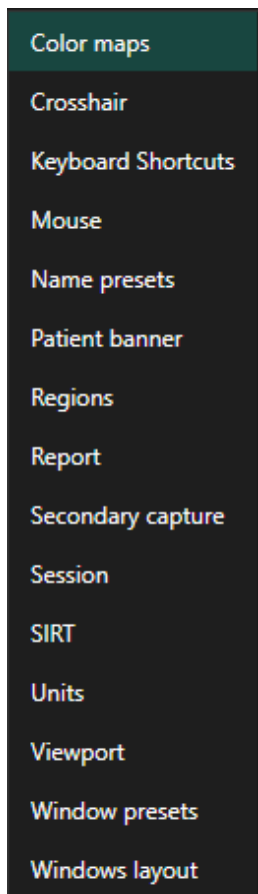 Color maps
Crosshair
Keyboard Shortcuts
Mouse
Name presets
Patient banner
Regions
Report
Secondary capture
Session
SIRT
Units
Viewport
Window presets
Windows layout